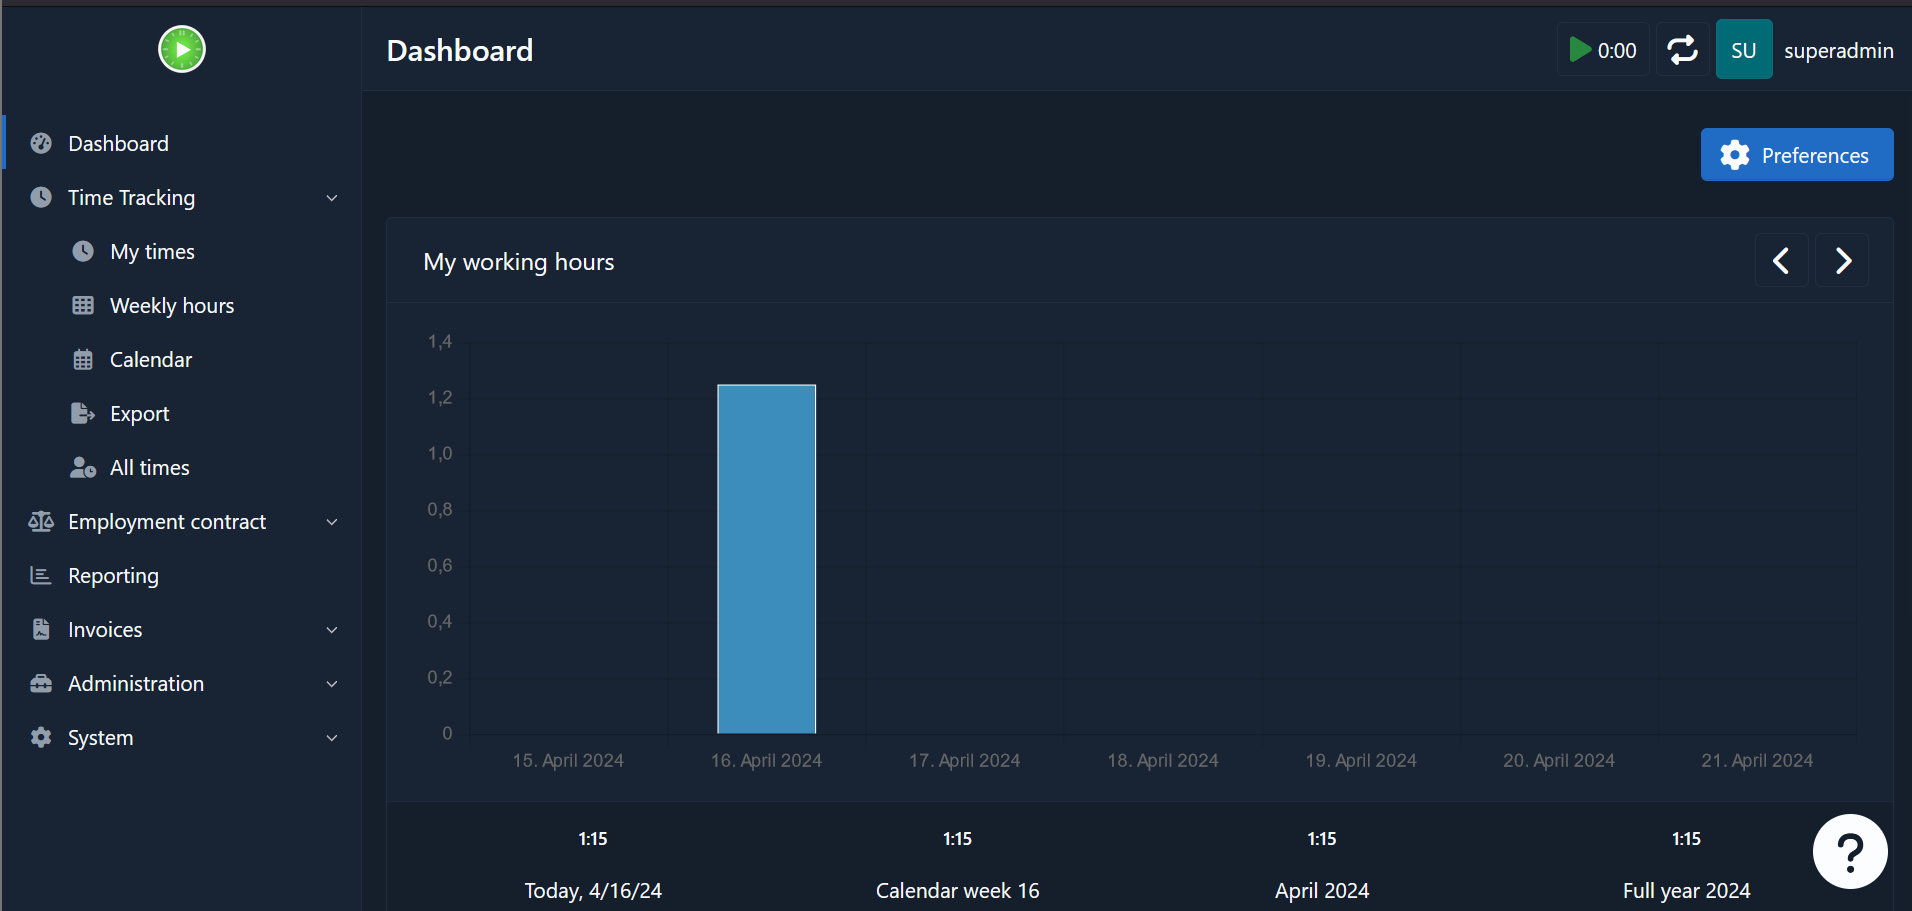 Dashboard
0:00
SU
superadmin
Dashboard
Time Tracking
My times
Weekly hours
Calendar
Export
All times
Employment contract
Reporting
Invoices
Administration
System
Preferences
My working hours
1,4
1,2
1,0
0,8
0,6
0,4
0,2
0
15. April 2024 16. April 2024 17. April 2024 18. April 2024 19. April 2024 20. April 2024 21. April 2024
1:15 1:15 1:15 1:15
Today, 4/16/24 Calendar week 16 April 2024 Full year 2024
?